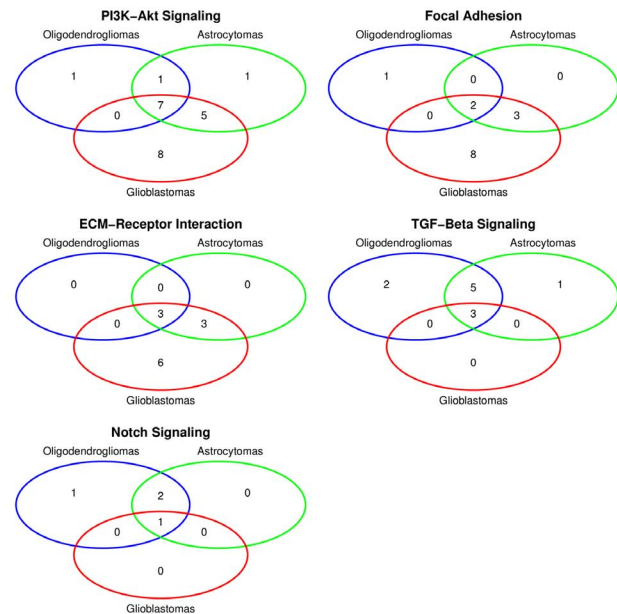 PI3K−Akt Signaling
Oligodendrogliomas Astrocytomas
1 1 1
7
0 5
8
Glioblastomas
Focal Adhesion
Oligodendrogliomas Astrocytomas
1 0 0
2
0 3
8
Glioblastomas
ECM−Receptor Interaction
Oligodendrogliomas Astrocytomas
0 0 0
3
0 3
6
Glioblastomas
TGF−Beta Signaling
Oligodendrogliomas Astrocytomas
2 5 1
3
0 0
0
Glioblastomas
Notch Signaling
Oligodendrogliomas Astrocytomas
1 2 0
1
0 0
0
Glioblastomas